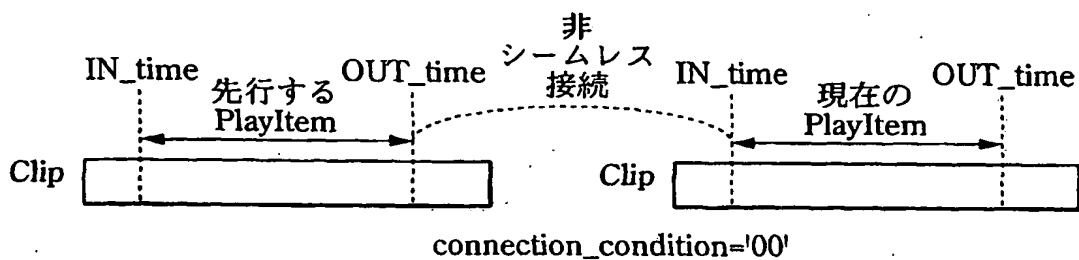 非
シームレス
接続
IN_time
先行する
PlayItem
OUT_time
IN_time
現在の
PlayItem
OUT_time
Clip
Clip
connection_condition='00'